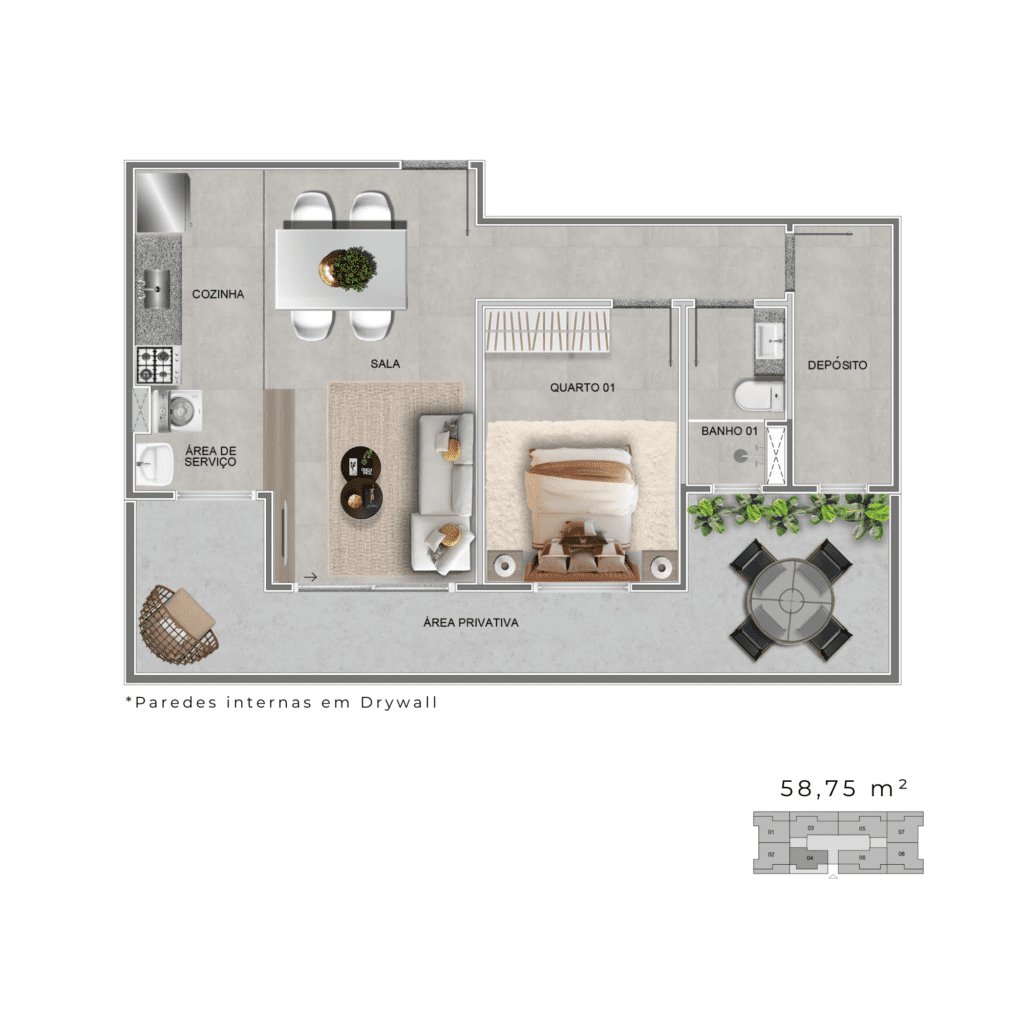 COZINHA
SALA
DEPÓSITO
QUARTO 01
BANHO 01
ÁREA DE
SERVIÇO
ÁREA PRIVATIVA
*Paredes internas em Drywall
58,75 m²
01
03
05
07
02
04
06
08